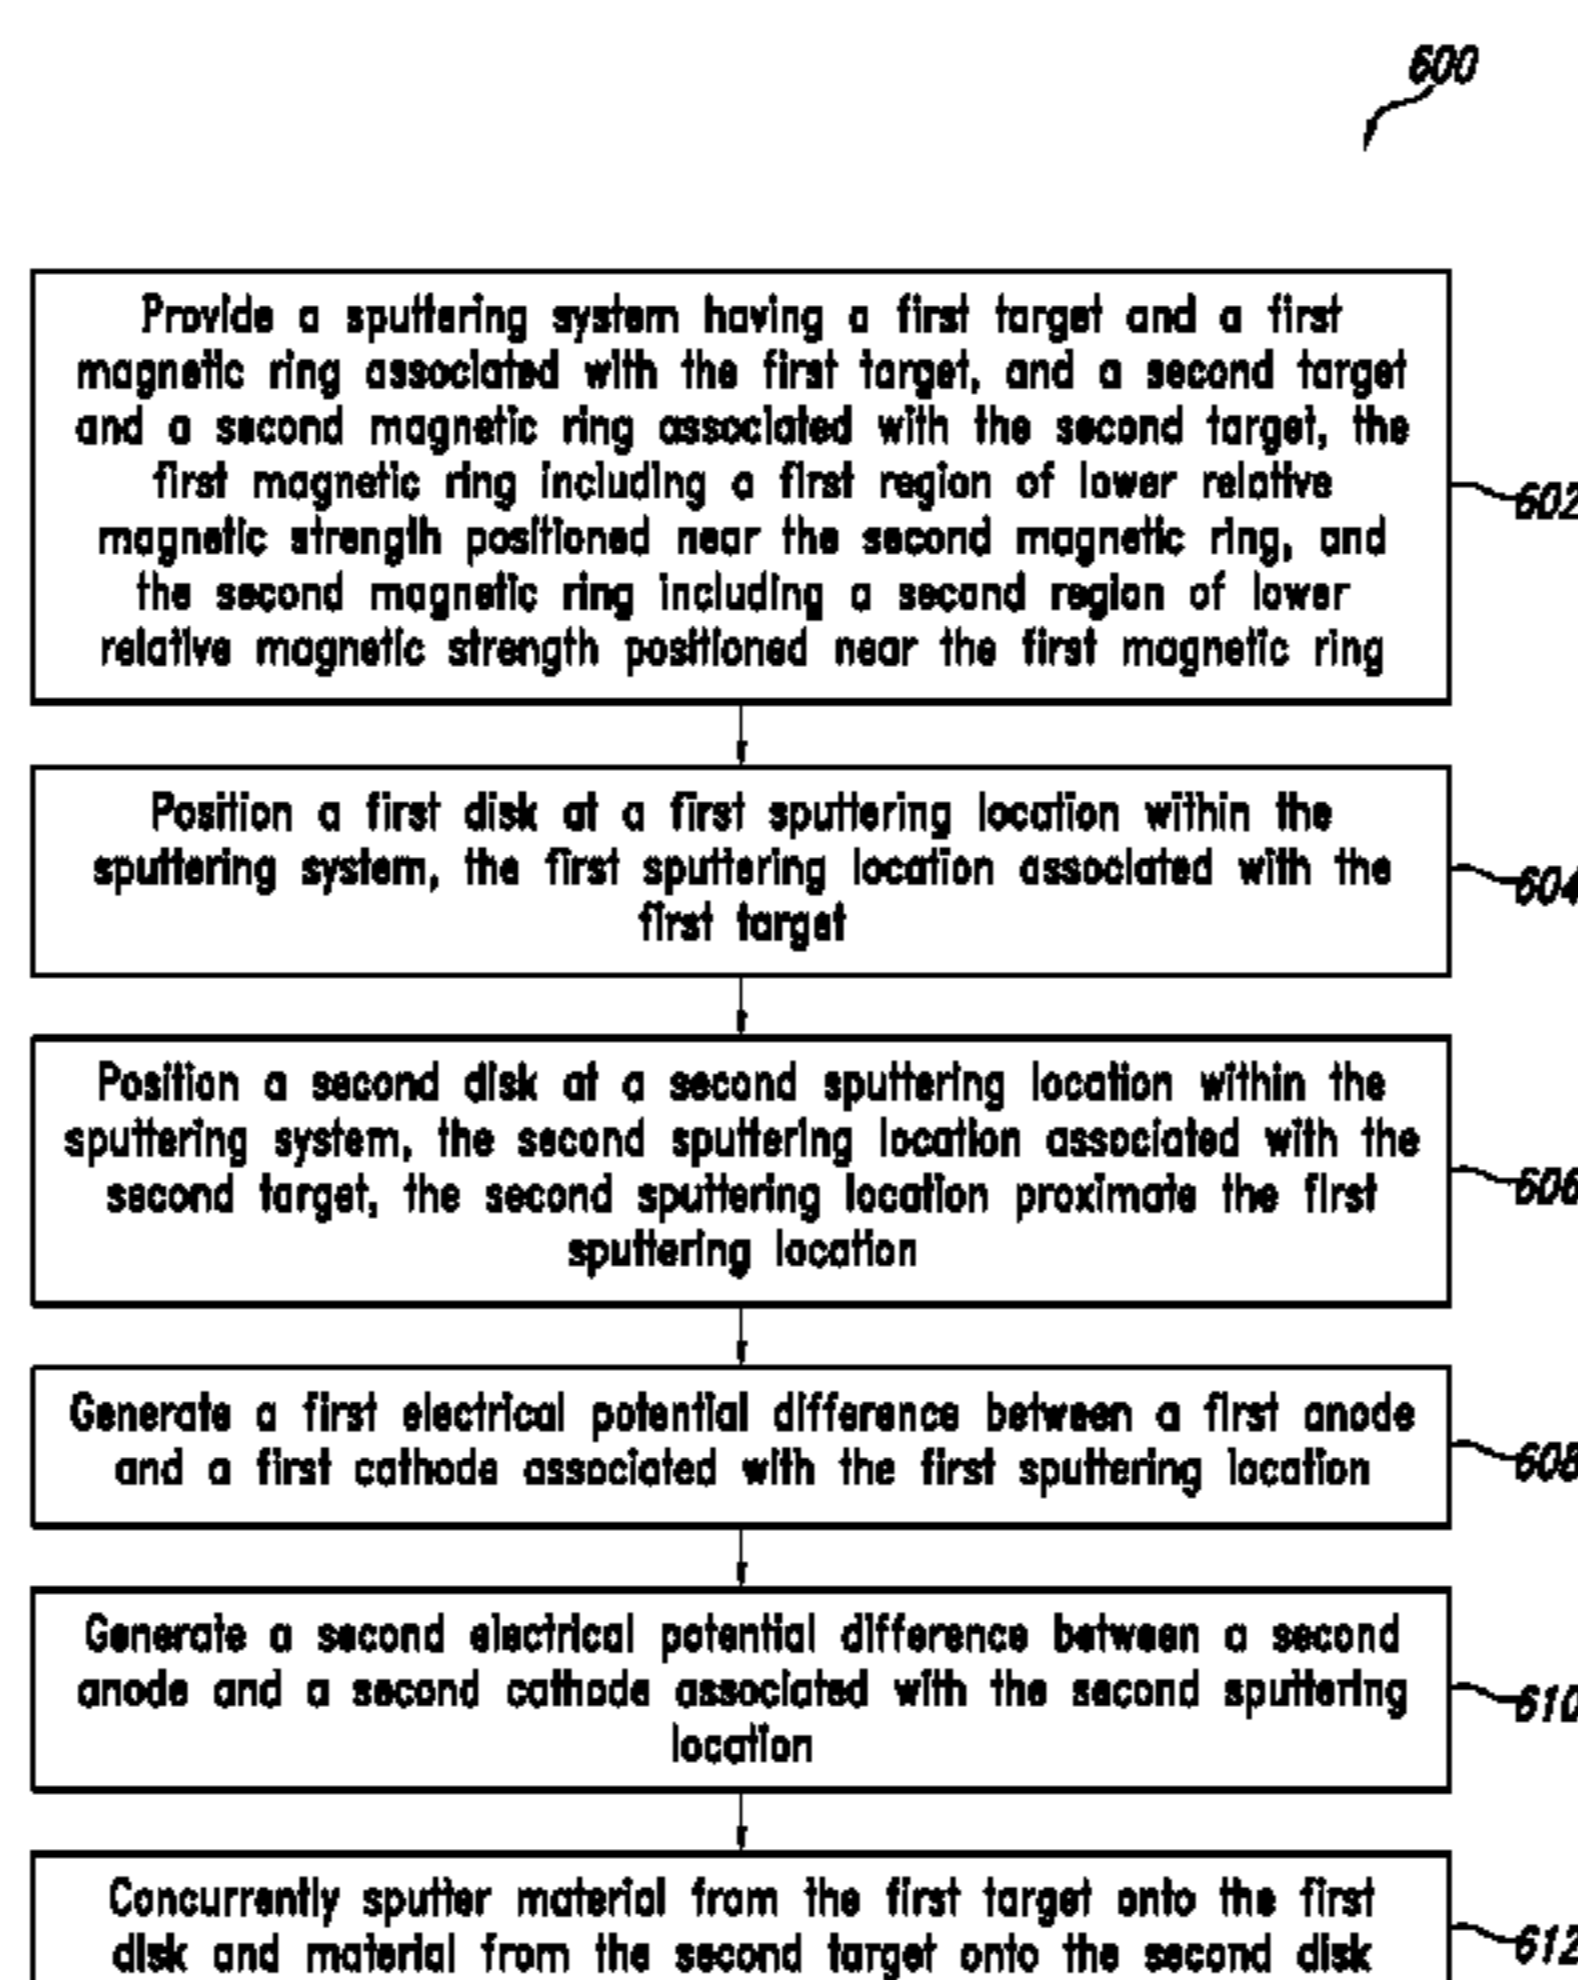 600
Provide a sputtering system having a first target and a first
magnetic ring associated with the first target, and a second target
and a second magnetic ring associated with the second target, the
first magnetic ring including a first region of lower relative
magnetic strength positioned near the second magnetic ring, and
the second magnetic ring including a second region of lower
relative magnetic strength positioned near the first magnetic ring
602
Position a first disk at a first sputtering location within the
sputtering system, the first sputtering location associated with the
first target
604
Position a second disk at a second sputtering location within the
sputtering system, the second sputtering location associated with the
second target, the second sputtering location proximate the first
sputtering location
606
Generate a first electrical potential difference between a first anode
and a first cathode associated with the first sputtering location
608
Generate a second electrical potential difference between a second
anode and a second cathode associated with the second sputtering
location
610
Concurrently sputter material from the first target onto the first
disk and material from the second target onto the second disk
612